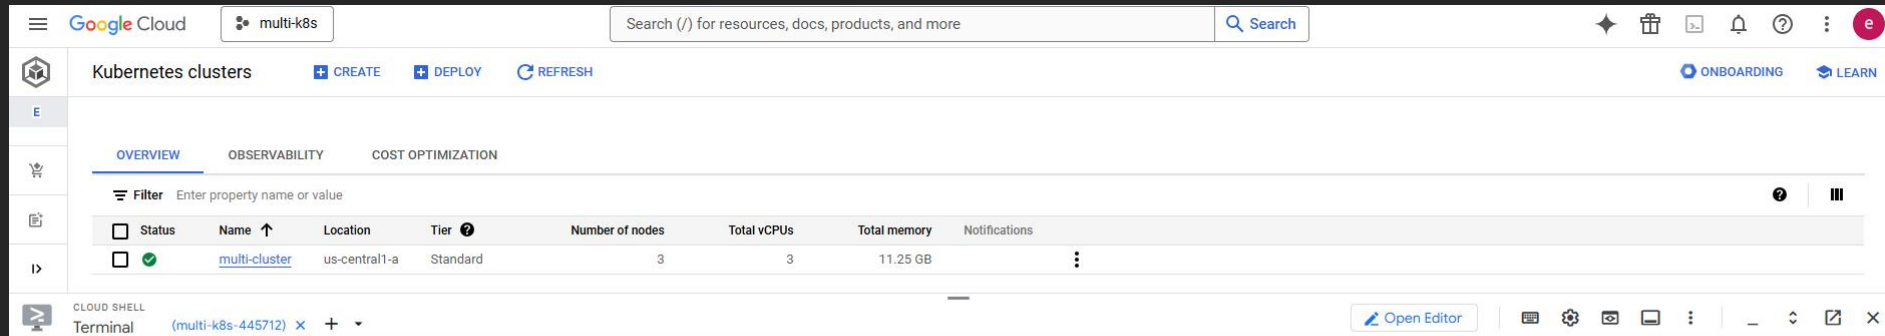 Google Cloud multi-k8s Search (/) for resources, docs, products, and more Search e
Kubernetes clusters CREATE DEPLOY REFRESH ONBOARDING LEARN
E
OVERVIEW OBSERVABILITY COST OPTIMIZATION
Filter Enter property name or value
Status Name Location Tier Number of nodes Total vCPUs Total memory Notifications
multi-cluster us-central1-a Standard 3 3 11.25 GB
CLOUD SHELL
Terminal (multi-k8s-445712) Open Editor